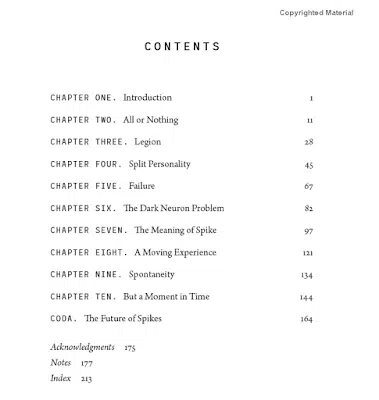 Copyrighted Material
CONTENTS
CHAPTER ONE. Introduction 1
CHAPTER TWO. All or Nothing 11
CHAPTER THREE. Legion 28
CHAPTER FOUR. Split Personality 45
CHAPTER FIVE. Failure 67
CHAPTER SIX. The Dark Neuron Problem 82
CHAPTER SEVEN. The Meaning of Spike 97
CHAPTER EIGHT. A Moving Experience 121
CHAPTER NINE. Spontaneity 134
CHAPTER TEN. But a Moment in Time 144
CODA. The Future of Spikes 164
Acknowledgments 175
Notes 177
Index 213